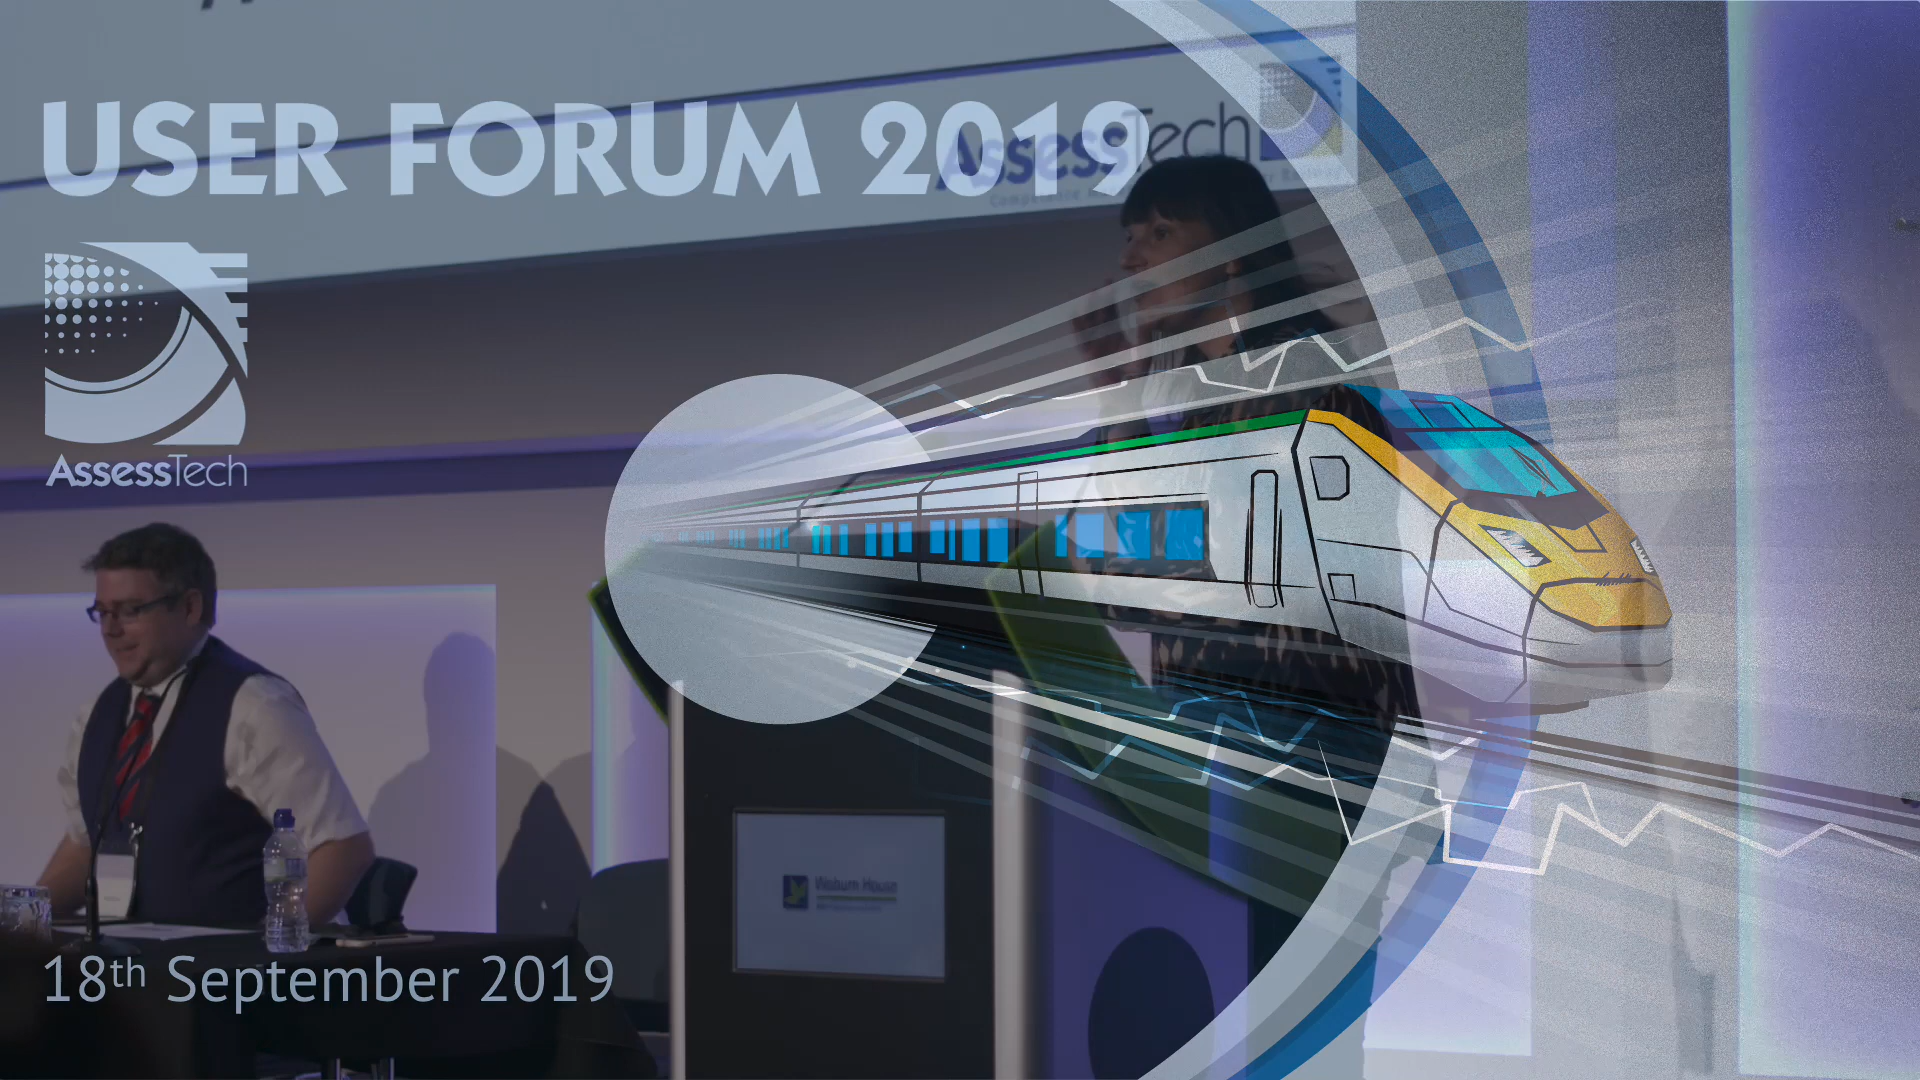 USER FORUM 2019
AssessTech
AssessTech
Woburn House
18th September 2019